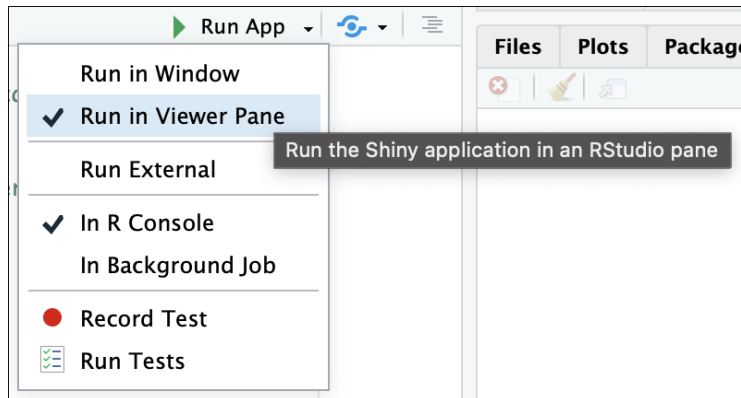 Run App
Files Plots Packag
Run in Window
Run in Viewer Pane
Run the Shiny application in an RStudio pane
Run External
In R Console
In Background Job
Record Test
Run Tests